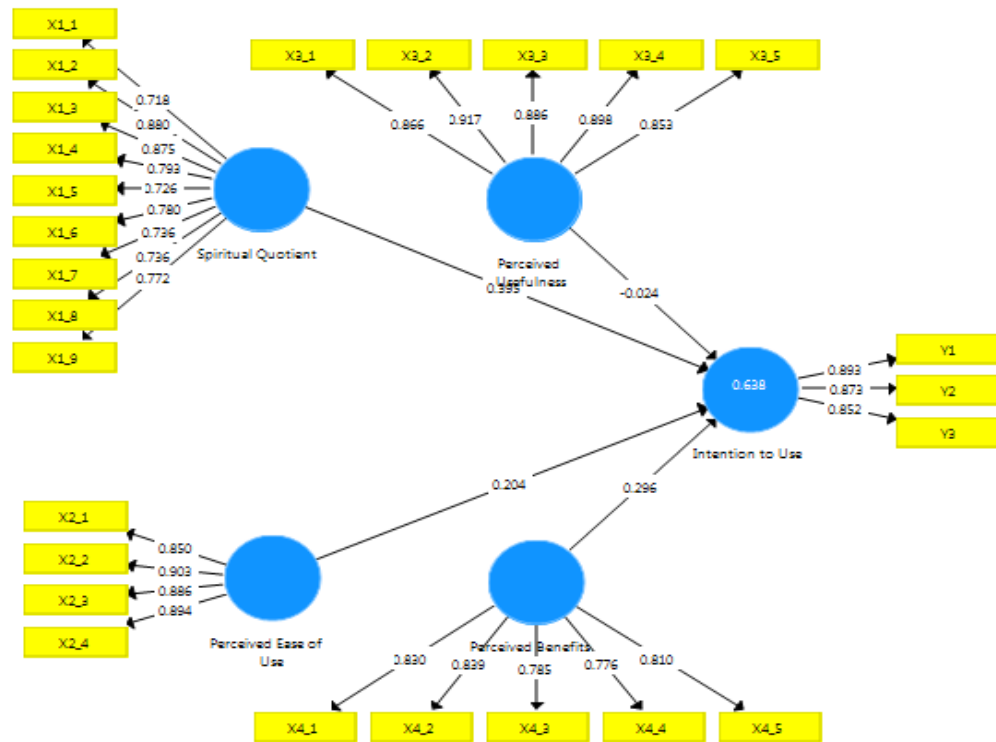 X1_1
X1_2
X1_3
X1_4
X1_5
X1_6
X1_7
X1_8
X1_9
0.718
0.880
0.875
0.793
0.726
0.780
0.736
0.736
0.772
Spiritual Quotient
X3_1
X3_2
X3_3
X3_4
X3_5
0.866
0.917
0.886
0.898
0.853
Perceived
Usefulness
0.395
-0.024
0.638
Intention to Use
0.893
0.873
0.852
Y1
Y2
Y3
0.204
0.296
X2_1
X2_2
X2_3
X2_4
0.850
0.903
0.886
0.894
Perceived Ease of
Use
Perceived Benefits
0.830
0.839
0.785
0.776
0.810
X4_1
X4_2
X4_3
X4_4
X4_5